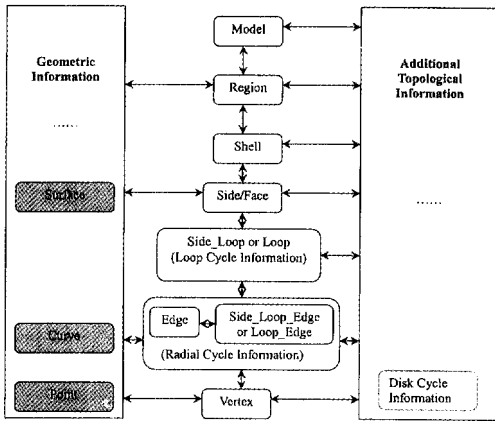 Geometric
Information
......
Surface
Curve
Point
Model
Region
Shell
Side/Face
Side_Loop or Loop
(Loop Cycle Information)
Edge
Side_Loop_Edge
or Loop_Edge
(Radial Cycle Information)
Vertex
Additional
Topological
Information
......
Disk Cycle
Information